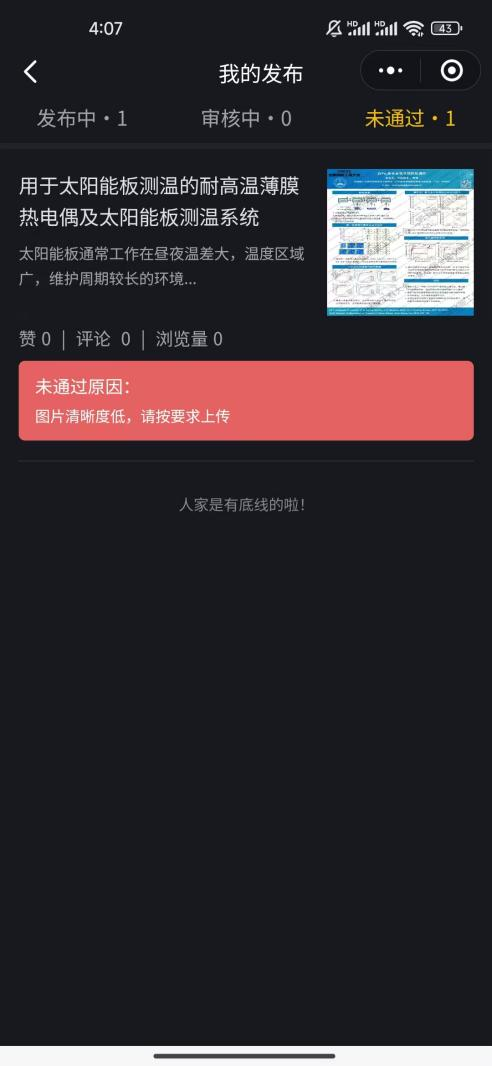 4:07
HD HD 43
我的发布
发布中·1 审核中·0 未通过·1
用于太阳能板测温的耐高温薄膜
热电偶及太阳能板测温系统
太阳能板通常工作在昼夜温差大，温度区域
广，维护周期较长的环境...
赞 0 | 评论 0 | 浏览量 0
未通过原因：
图片清晰度低，请按要求上传
人家是有底线的啦！